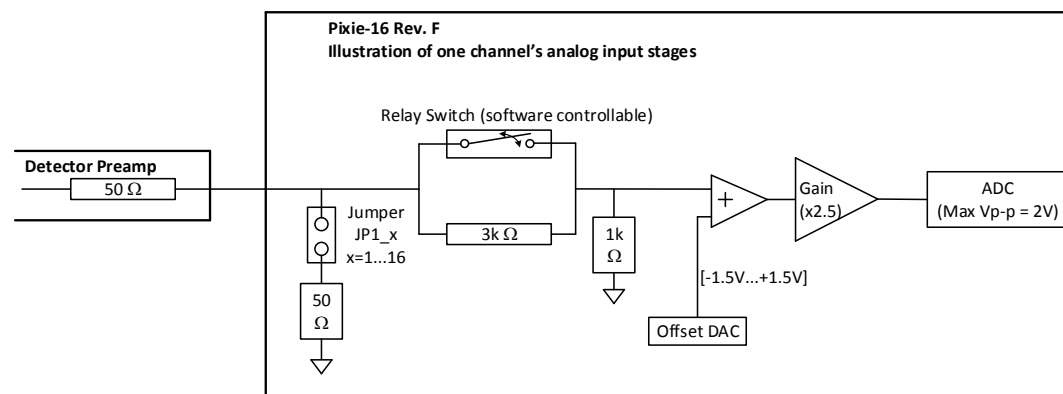 Pixie-16 Rev. F
Illustration of one channel's analog input stages
Relay Switch (software controllable)
Detector Preamp
50 Ω
Jumper
JP1_x
x=1...16
3k Ω
50
Ω
1k
Ω
+
Gain
(x2.5)
ADC
(Max Vp-p = 2V)
[-1.5V...+1.5V]
Offset DAC